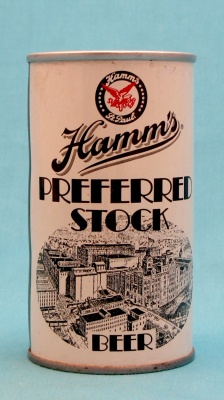 Hamm's
St. Paul
Hamm's
PREFERRED
STOCK
BEER